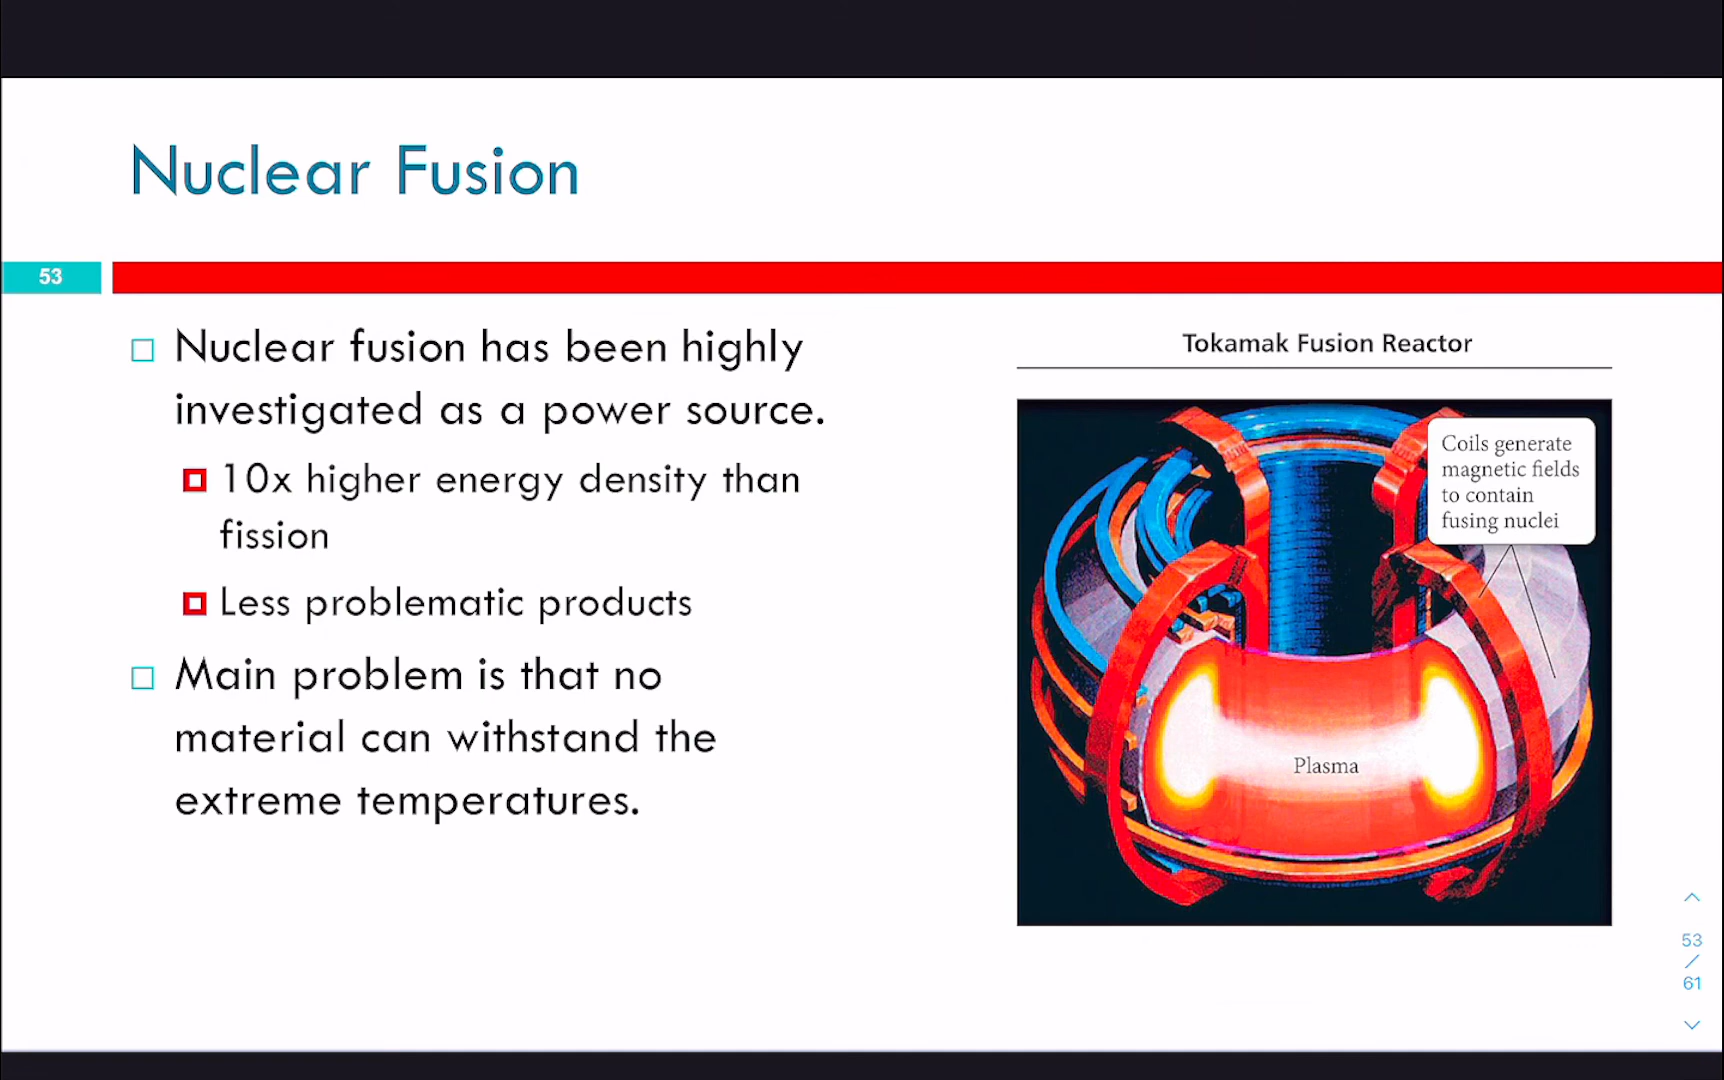 Nuclear Fusion
53
Nuclear fusion has been highly
investigated as a power source.
10x higher energy density than
fission
Less problematic products
Main problem is that no
material can withstand the
extreme temperatures.
Tokamak Fusion Reactor
Coils generate
magnetic fields
to contain
fusing nuclei
Plasma
53
/
61